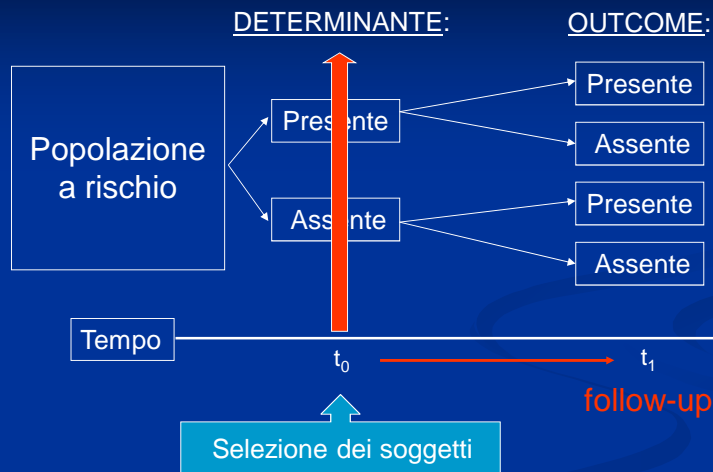 DETERMINANTE:
OUTCOME:
Popolazione
a rischio
Presente
Assente
Presente
Assente
Presente
Assente
Tempo
t₀
t₁
follow-up
Selezione dei soggetti